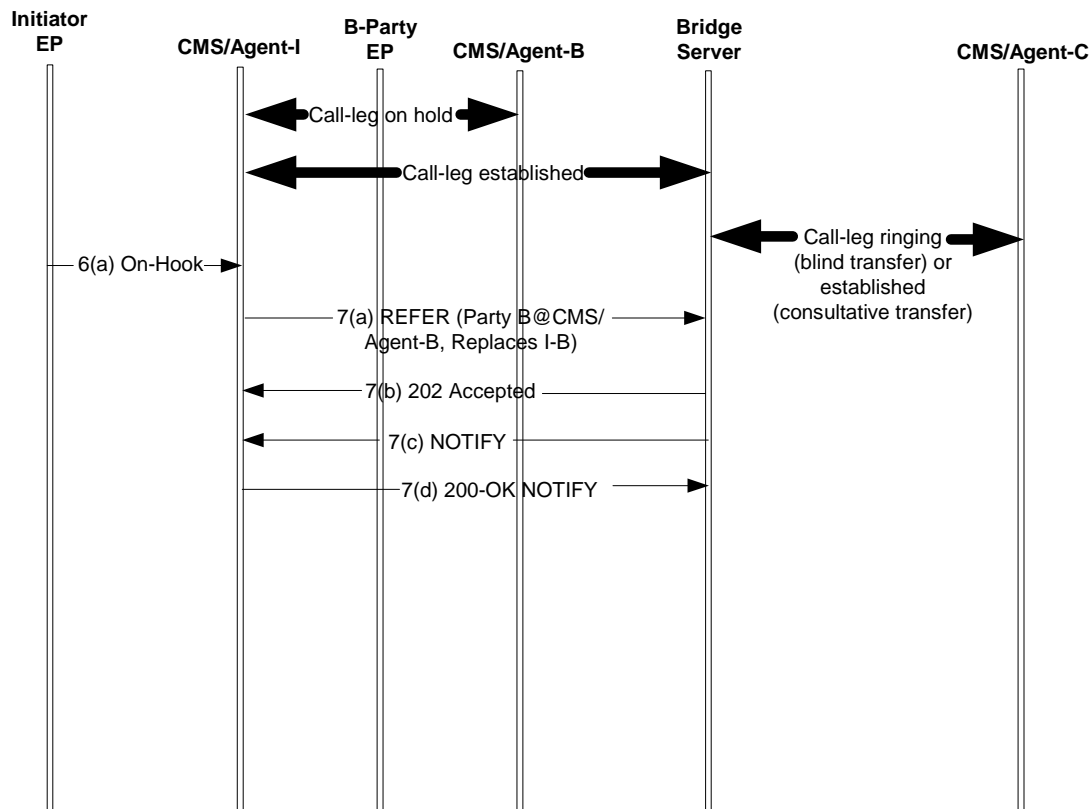 Initiator
EP
CMS/Agent-I
B-Party
EP
CMS/Agent-B
Bridge
Server
CMS/Agent-C
Call-leg on hold
Call-leg established
Call-leg ringing
(blind transfer) or
established
(consultative transfer)
6(a) On-Hook
7(a) REFER (Party B@CMS/
Agent-B, Replaces I-B)
7(b) 202 Accepted
7(c) NOTIFY
7(d) 200-OK NOTIFY